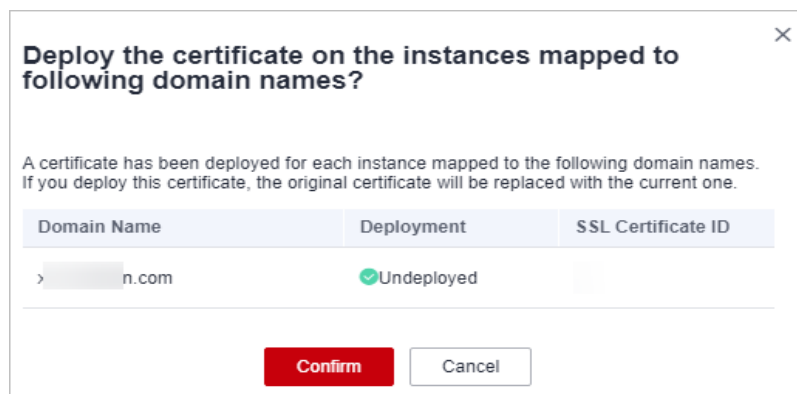 Deploy the certificate on the instances mapped to
following domain names?
A certificate has been deployed for each instance mapped to the following domain names.
If you deploy this certificate, the original certificate will be replaced with the current one.
Domain Name Deployment SSL Certificate ID
n.com Undeployed
Confirm Cancel